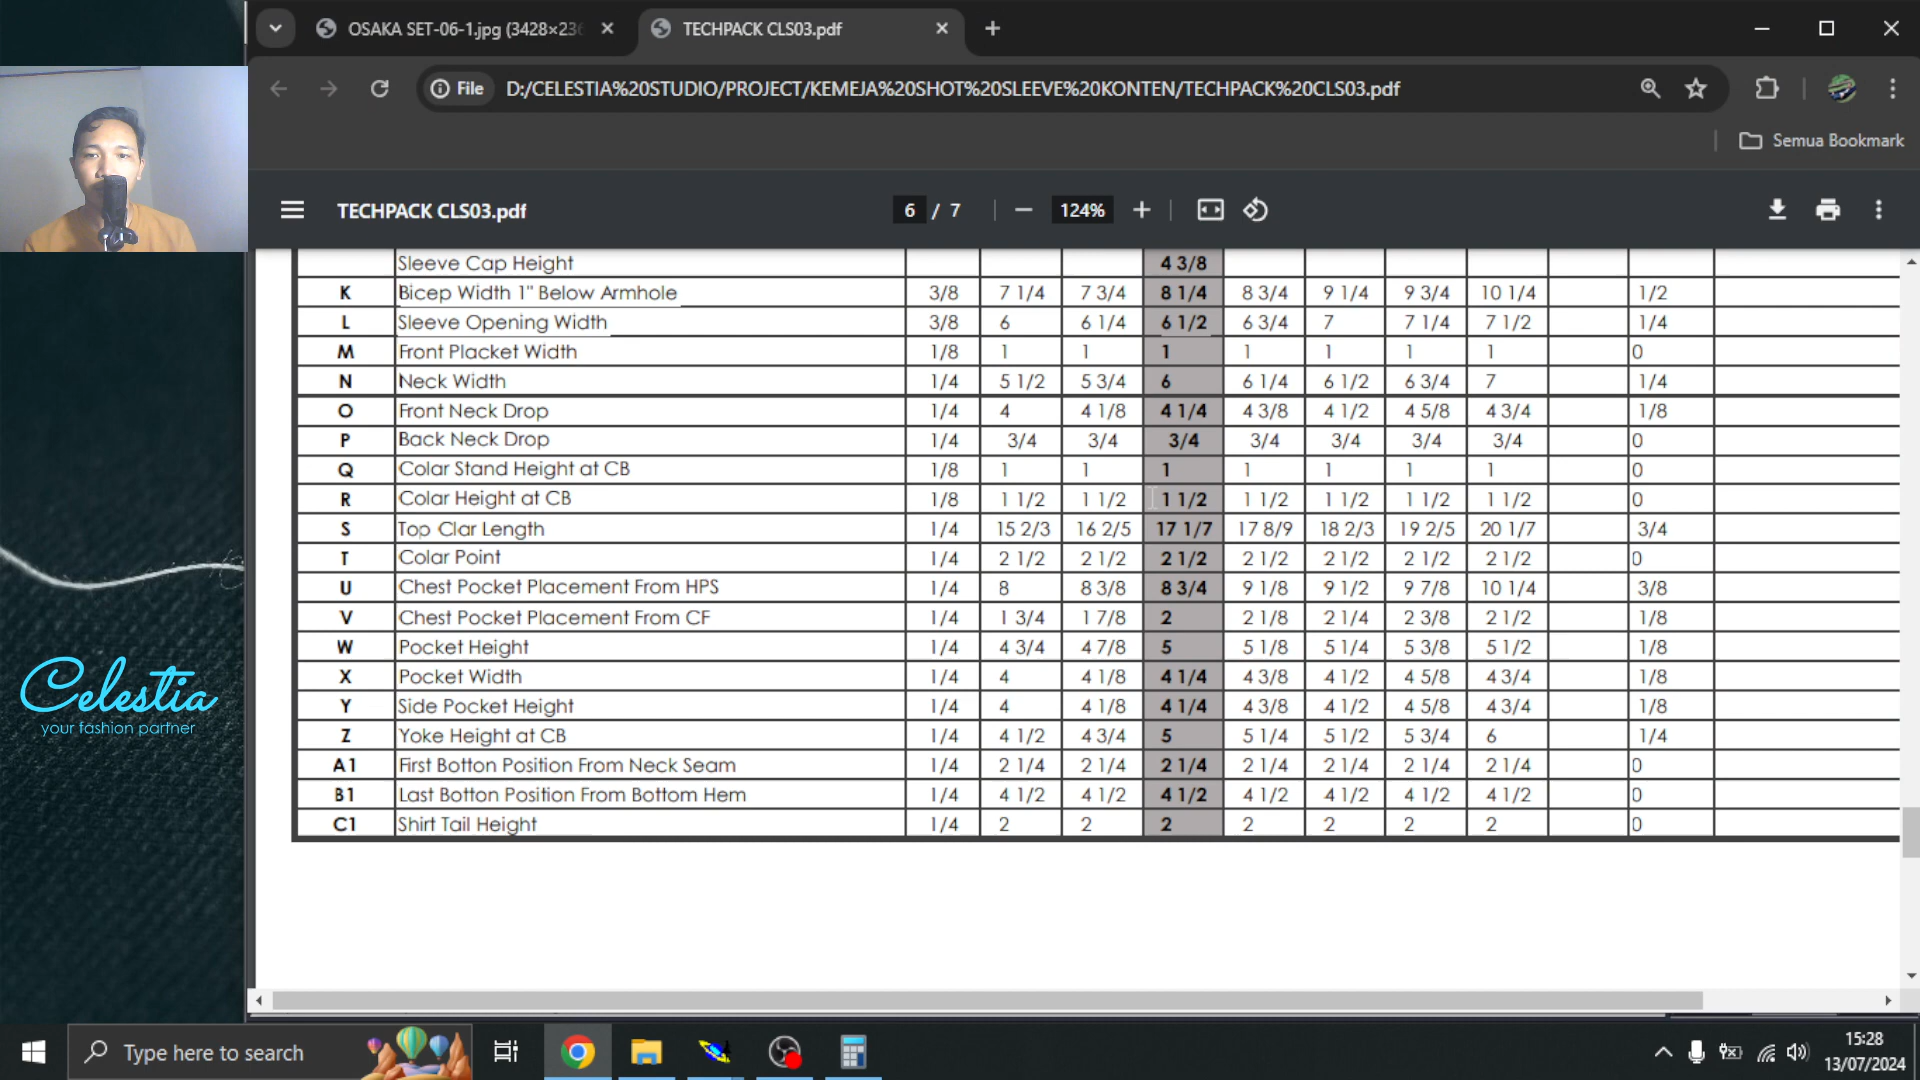 OSAKA SET-06-1.jpg (3428×236
TECHPACK CLS03.pdf
File D:/CELESTIA%20STUDIO/PROJECT/KEMEJA%20SHOT%20SLEEVE%20KONTEN/TECHPACK%20CLS03.pdf
Semua Bookmark
TECHPACK CLS03.pdf 6 / 7 124%
Sleeve Cap Height 4 3/8
K Bicep Width 1" Below Armhole 3/8 7 1/4 7 3/4 8 1/4 8 3/4 9 1/4 9 3/4 10 1/4 1/2
L Sleeve Opening Width 3/8 6 6 1/4 6 1/2 6 3/4 7 7 1/4 7 1/2 1/4
M Front Placket Width 1/8 1 1 1 1 1 1 1 0
N Neck Width 1/4 5 1/2 5 3/4 6 6 1/4 6 1/2 6 3/4 7 1/4
O Front Neck Drop 1/4 4 4 1/8 4 1/4 4 3/8 4 1/2 4 5/8 4 3/4 1/8
P Back Neck Drop 1/4 3/4 3/4 3/4 3/4 3/4 3/4 3/4 0
Q Colar Stand Height at CB 1/8 1 1 1 1 1 1 1 0
R Colar Height at CB 1/8 1 1/2 1 1/2 1 1/2 1 1/2 1 1/2 1 1/2 1 1/2 0
S Top Clar Length 1/4 15 2/3 16 2/5 17 1/7 17 8/9 18 2/3 19 2/5 20 1/7 3/4
T Colar Point 1/4 2 1/2 2 1/2 2 1/2 2 1/2 2 1/2 2 1/2 2 1/2 0
U Chest Pocket Placement From HPS 1/4 8 8 3/8 8 3/4 9 1/8 9 1/2 9 7/8 10 1/4 3/8
V Chest Pocket Placement From CF 1/4 1 3/4 1 7/8 2 2 1/8 2 1/4 2 3/8 2 1/2 1/8
W Pocket Height 1/4 4 3/4 4 7/8 5 5 1/8 5 1/4 5 3/8 5 1/2 1/8
X Pocket Width 1/4 4 4 1/8 4 1/4 4 3/8 4 1/2 4 5/8 4 3/4 1/8
Y Side Pocket Height 1/4 4 4 1/8 4 1/4 4 3/8 4 1/2 4 5/8 4 3/4 1/8
Z Yoke Height at CB 1/4 4 1/2 4 3/4 5 5 1/4 5 1/2 5 3/4 6 1/4
A1 First Botton Position From Neck Seam 1/4 2 1/4 2 1/4 2 1/4 2 1/4 2 1/4 2 1/4 2 1/4 0
B1 Last Botton Position From Bottom Hem 1/4 4 1/2 4 1/2 4 1/2 4 1/2 4 1/2 4 1/2 4 1/2 0
C1 Shirt Tail Height 1/4 2 2 2 2 2 2 2 0
Celestia
your fashion partner
Type here to search
15:28
13/07/2024